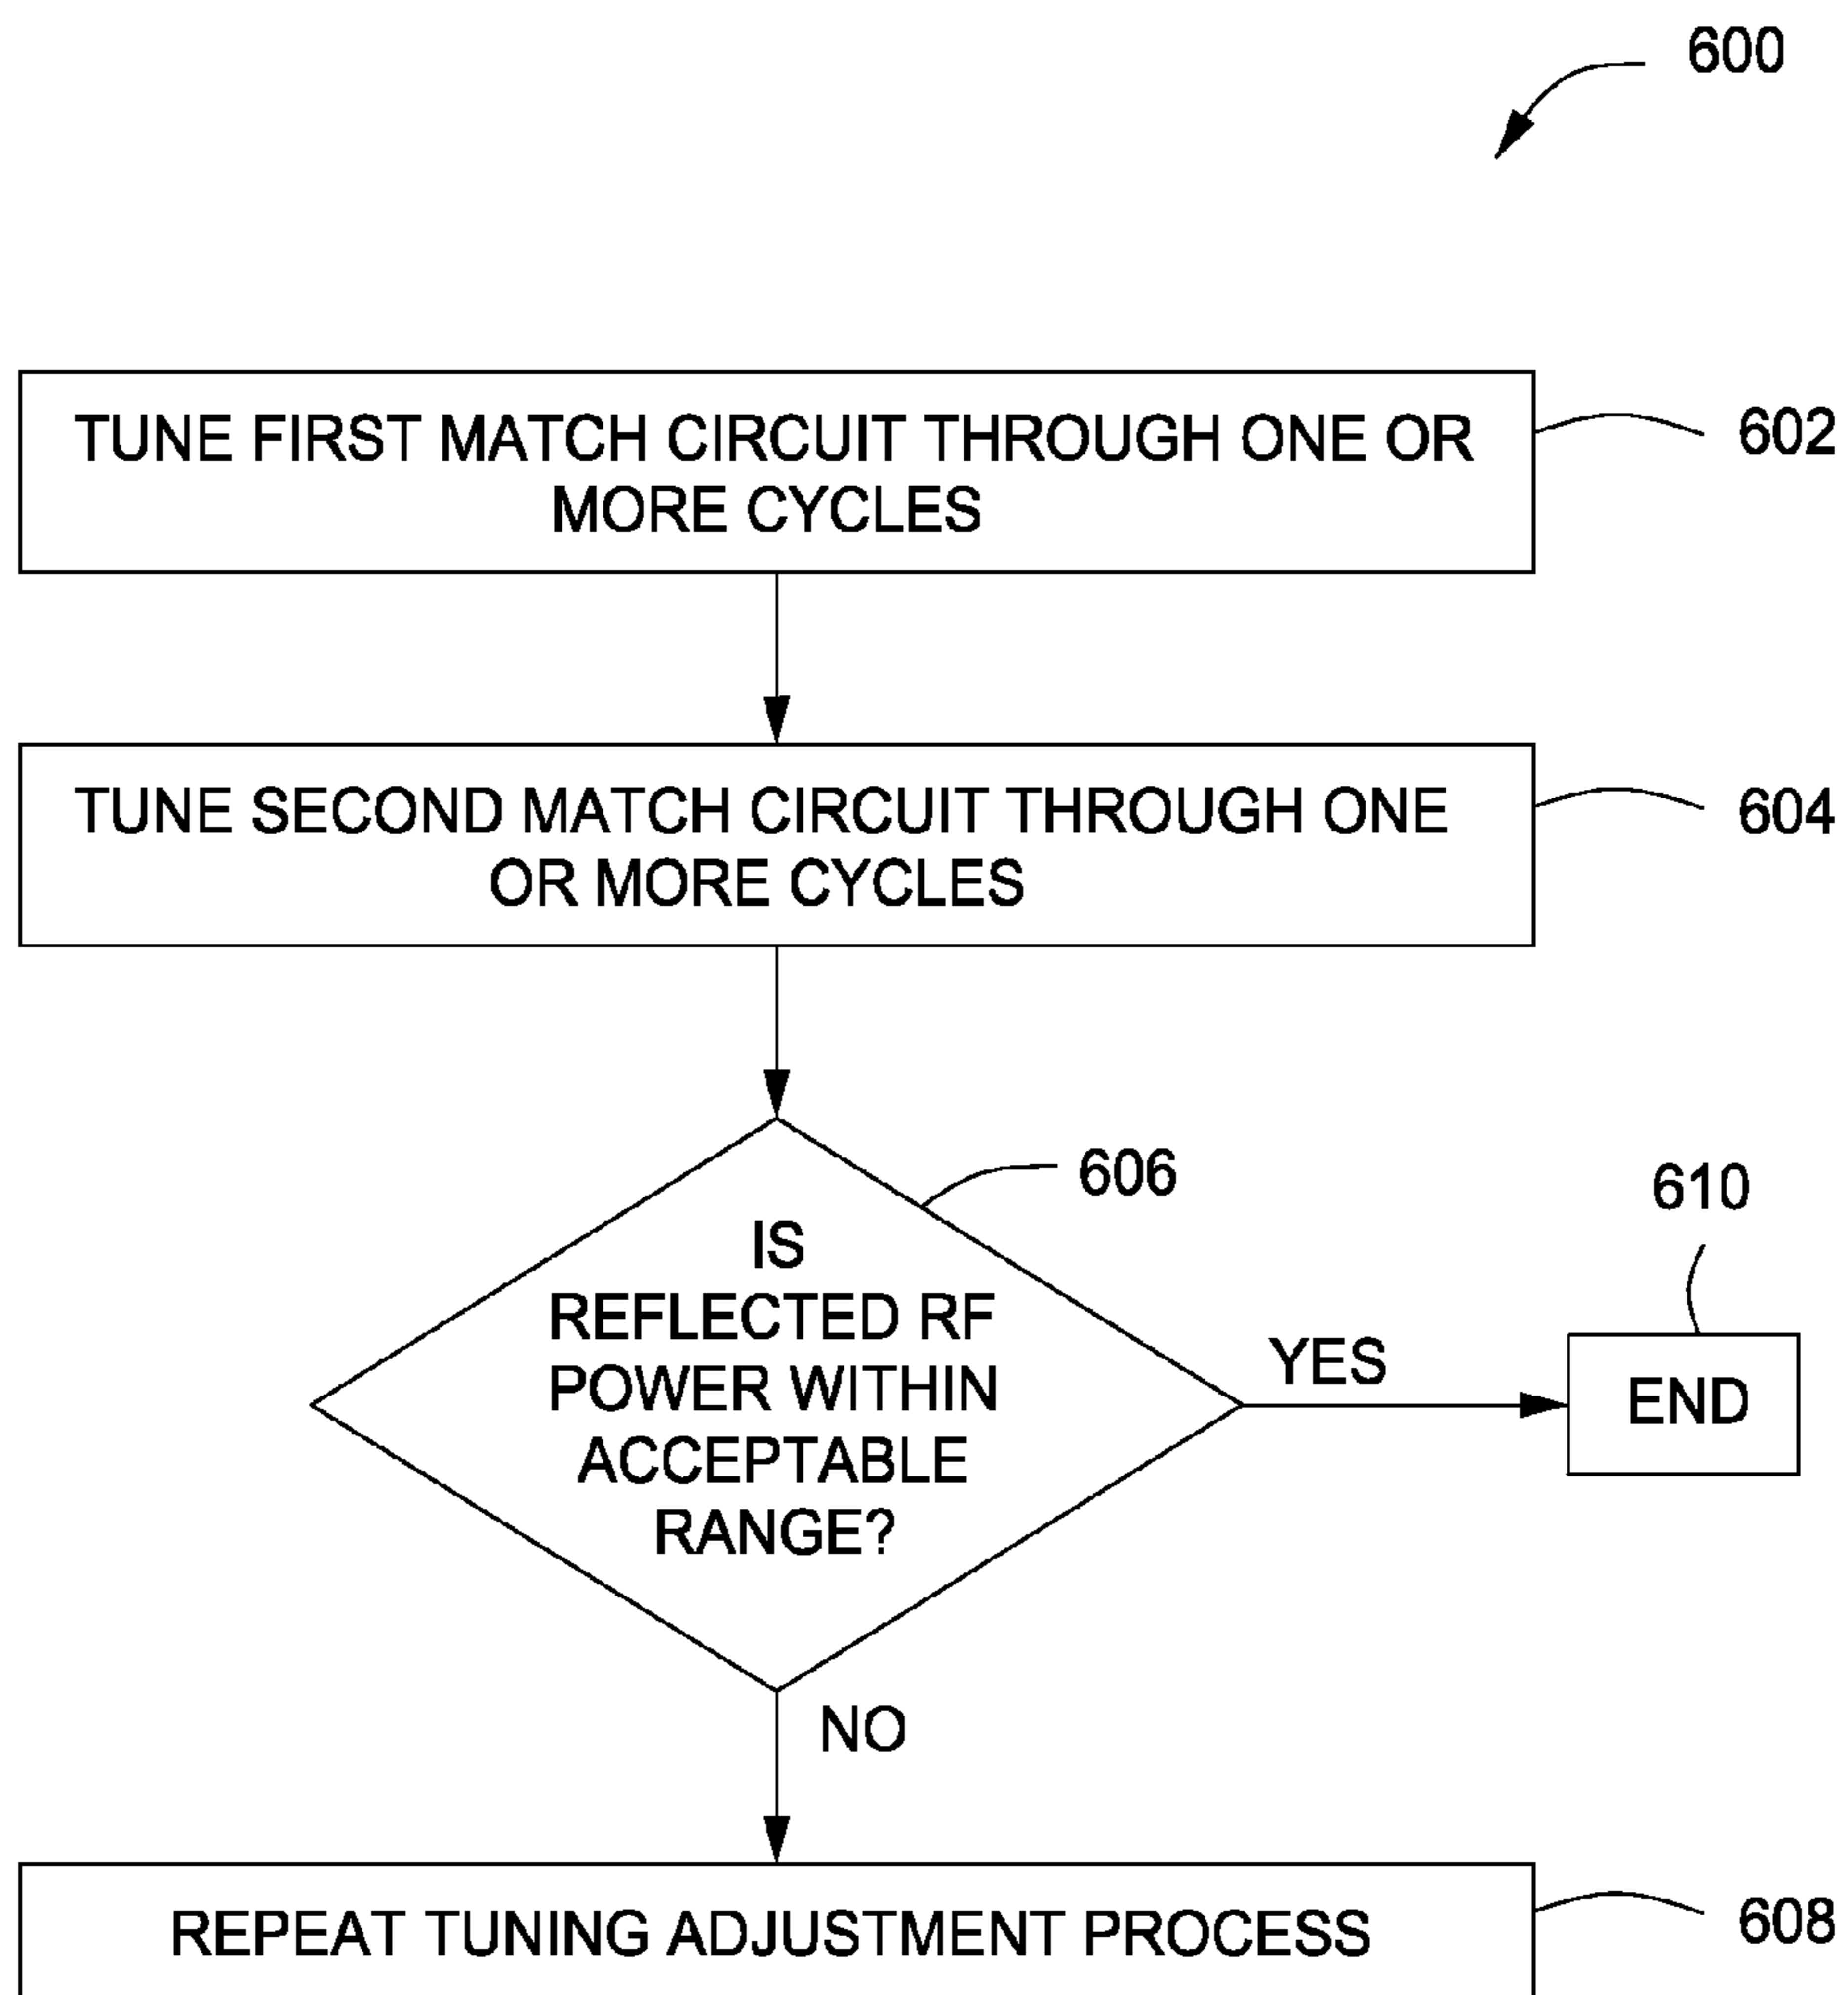 600
TUNE FIRST MATCH CIRCUIT THROUGH ONE OR
MORE CYCLES
602
TUNE SECOND MATCH CIRCUIT THROUGH ONE
OR MORE CYCLES
604
606
IS
REFLECTED RF
POWER WITHIN
ACCEPTABLE
RANGE?
YES
610
END
NO
REPEAT TUNING ADJUSTMENT PROCESS
608